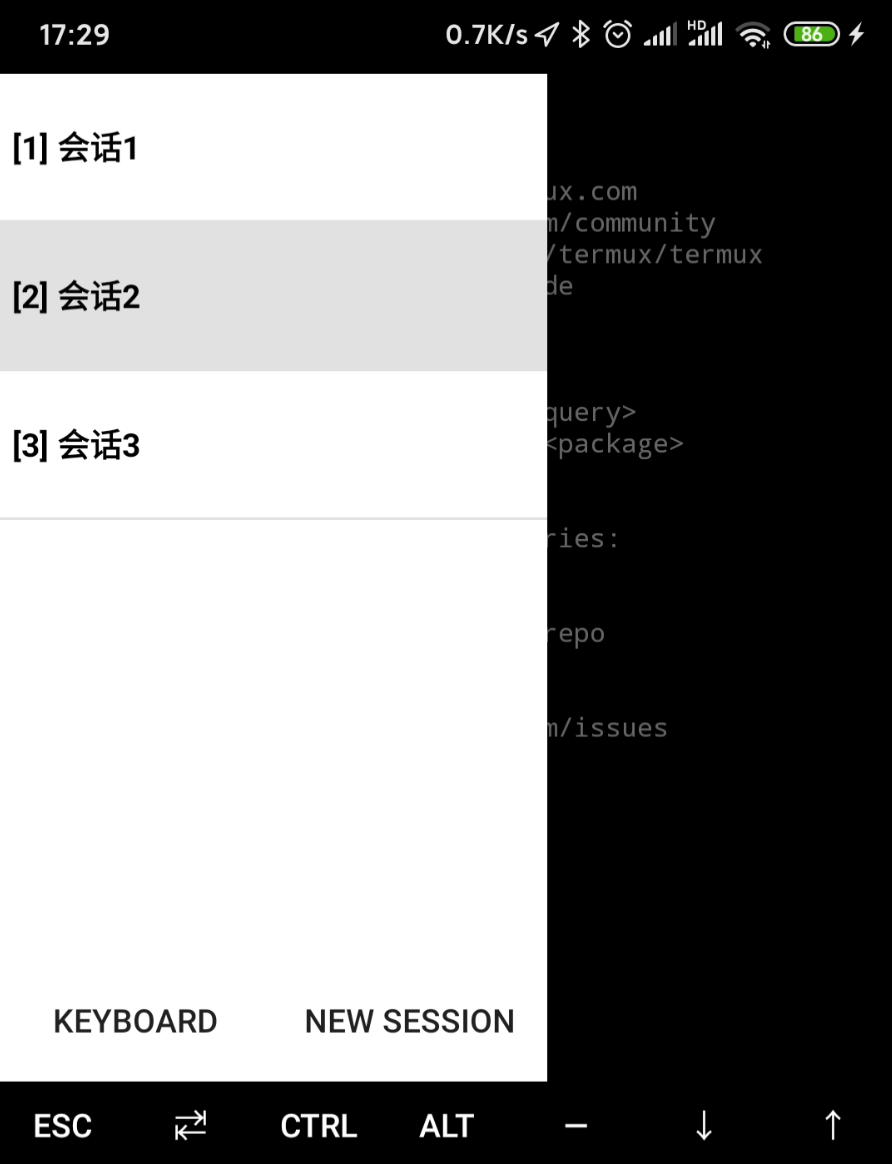 17:29 0.7K/s HD 86
[1] 会话1
[2] 会话2
[3] 会话3
ux.com
m/community
/termux/termux
de
query>
<package>
ries:
repo
m/issues
KEYBOARD NEW SESSION
ESC CTRL ALT — ↓ ↑